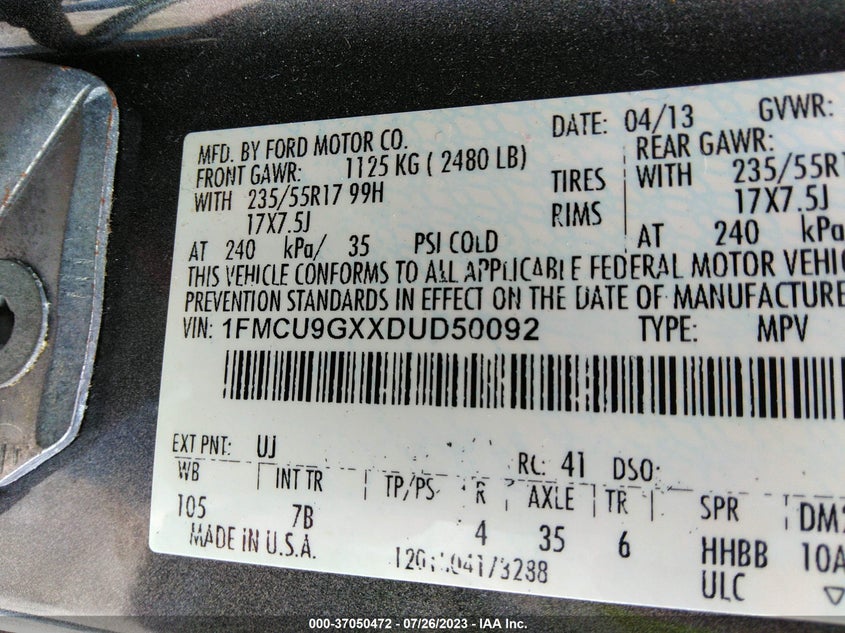 MFD. BY FORD MOTOR CO. DATE: 04/13 GVWR:
FRONT GAWR: 1125 KG ( 2480 LB) REAR GAWR:
WITH 235/55R17 99H TIRES WITH 235/55R1
17X7.5J RIMS 17X7.5J
AT 240 kPa/ 35 PSI COLD AT 240 kPa
THIS VEHICLE CONFORMS TO ALL APPLICABLE FEDERAL MOTOR VEHIC
PREVENTION STANDARDS IN EFFECT ON THE DATE OF MANUFACTURE
VIN: 1FMCU9GXXDUD50092 TYPE: MPV
EXT PNT: UJ RC: 41 DSO:
WB INT TR TP/PS R AXLE TR SPR DM
105 7B 4 35 6 HHBB 10A
MADE IN U.S.A. ULC
000-37050472 - 07/26/2023 - IAA Inc.